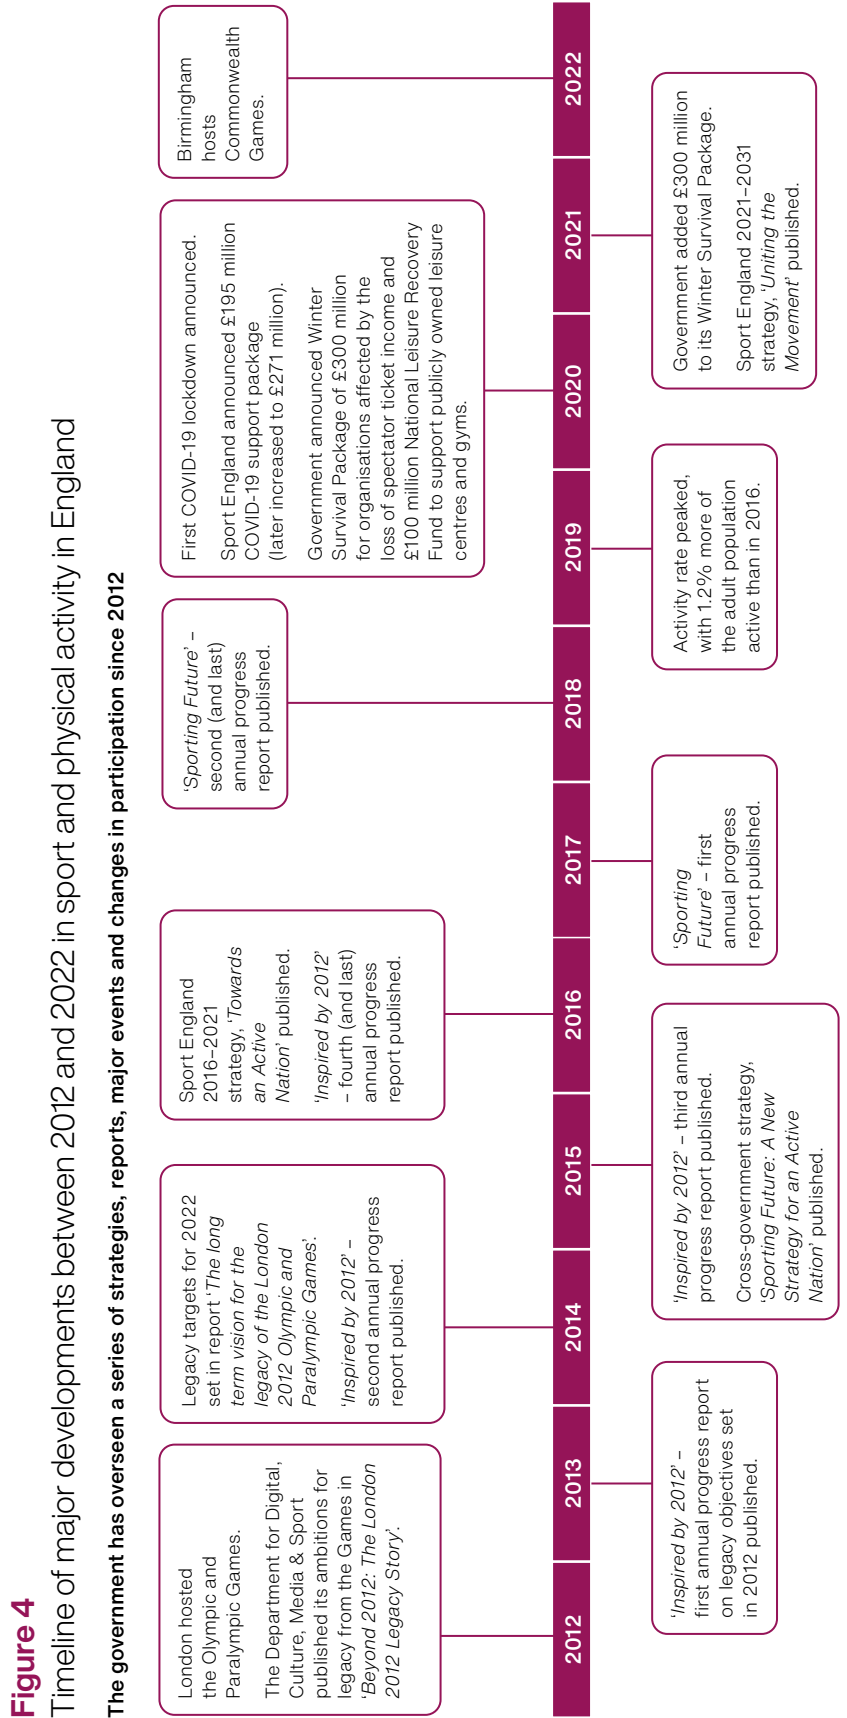 Figure 4
Timeline of major developments between 2012 and 2022 in sport and physical activity in England
The government has overseen a series of strategies, reports, major events and changes in participation since 2012
London hosted
the Olympic and
Paralympic Games.
The Department for Digital,
Culture, Media & Sport
published its ambitions for
legacy from the Games in
‘Beyond 2012: The London
2012 Legacy Story’.
Legacy targets for 2022
set in report ‘The long
term vision for the
legacy of the London
2012 Olympic and
Paralympic Games’.
‘Inspired by 2012’ –
second annual progress
report published.
Sport England
2016–2021
strategy, ‘Towards
an Active
Nation’ published.
‘Inspired by 2012’
– fourth (and last)
annual progress
report published.
‘Sporting Future’ –
second (and last)
annual progress
report published.
First COVID-19 lockdown announced.
Sport England announced £195 million
COVID-19 support package
(later increased to £271 million).
Government announced Winter
Survival Package of £300 million
for organisations affected by the
loss of spectator ticket income and
£100 million National Leisure Recovery
Fund to support publicly owned leisure
centres and gyms.
Birmingham
hosts
Commonwealth
Games.
2012
2013
2014
2015
2016
2017
2018
2019
2020
2021
2022
‘Inspired by 2012’ –
first annual progress report
on legacy objectives set
in 2012 published.
‘Inspired by 2012’ – third annual
progress report published.
Cross-government strategy,
‘Sporting Future: A New
Strategy for an Active
Nation’ published.
‘Sporting
Future’ – first
annual progress
report published.
Activity rate peaked,
with 1.2% more of
the adult population
active than in 2016.
Government added £300 million
to its Winter Survival Package.
Sport England 2021–2031
strategy, ‘Uniting the
Movement’ published.